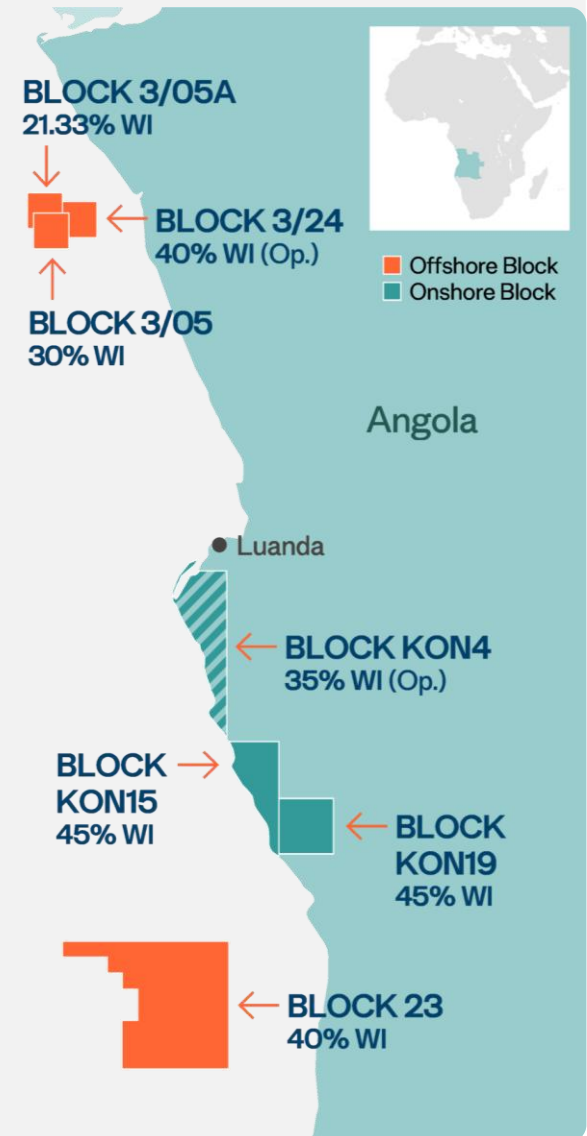 BLOCK 3/05A
21.33% WI
BLOCK 3/24
40% WI (Op.)
BLOCK 3/05
30% WI
Offshore Block
Onshore Block
Angola
Luanda
BLOCK KON4
35% WI (Op.)
BLOCK
KON15
45% WI
BLOCK
KON19
45% WI
BLOCK 23
40% WI